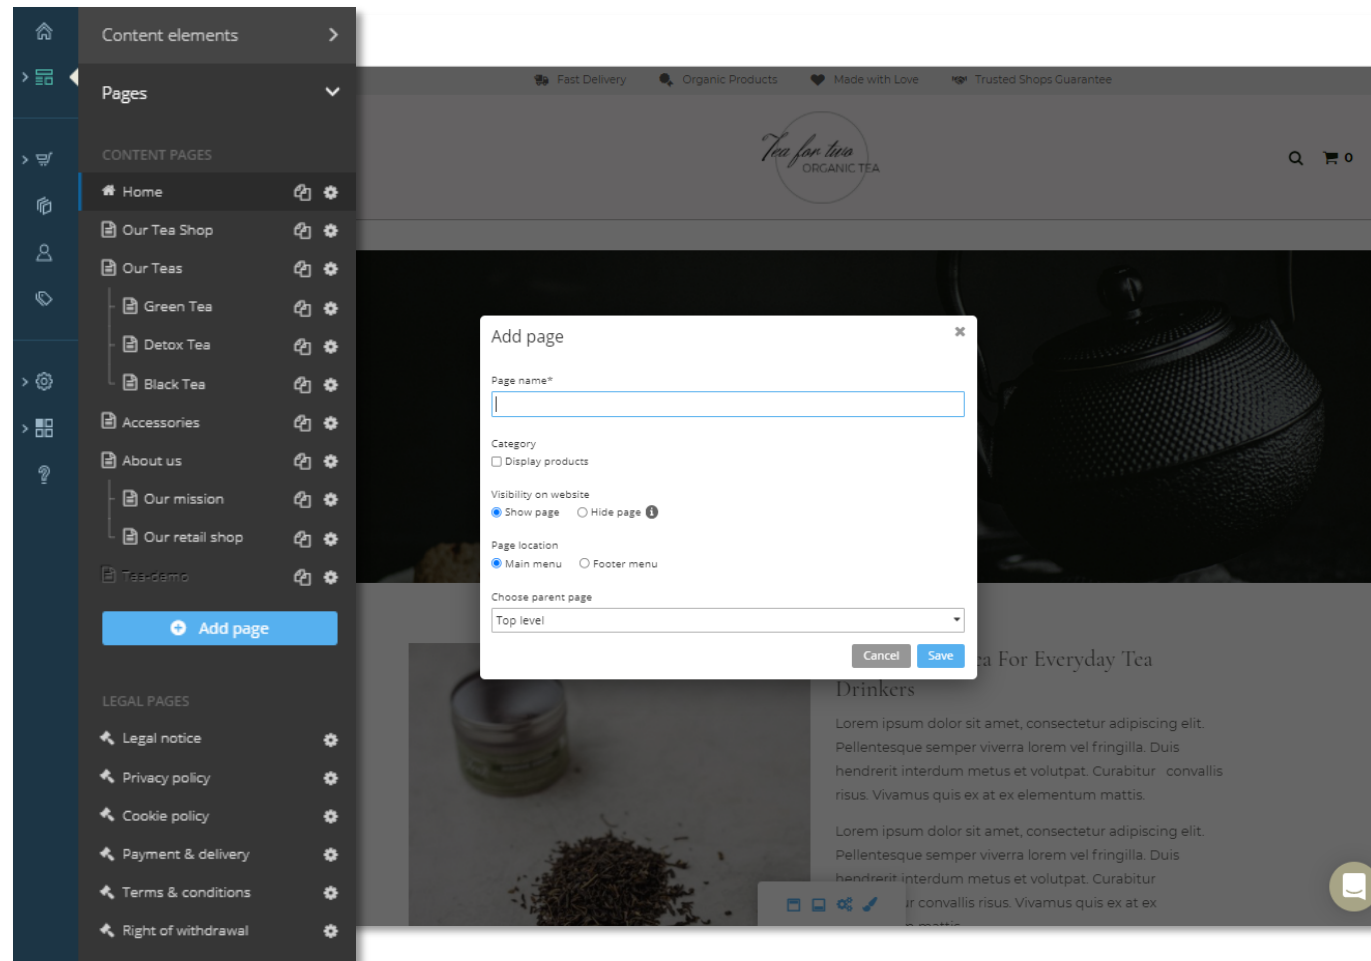 Content elements
Pages
CONTENT PAGES
Home
Our Tea Shop
Our Teas
Green Tea
Detox Tea
Black Tea
Accessories
About us
Our mission
Our retail shop
Tea-demo
Add page
LEGAL PAGES
Legal notice
Privacy policy
Cookie policy
Payment & delivery
Terms & conditions
Right of withdrawal
Fast Delivery
Organic Products
Made with Love
Trusted Shops Guarantee
Tea for two
ORGANIC TEA
0
Add page
Page name*
Category
Display products
Visibility on website
Show page
Hide page
Page location
Main menu
Footer menu
Choose parent page
Top level
Cancel
Save
For Everyday Tea
Drinkers
Lorem ipsum dolor sit amet, consectetur adipiscing elit.
Pellentesque semper viverra lorem vel fringilla. Duis
hendrerit interdum metus et volutpat. Curabitur convallis
risus. Vivamus quis ex at ex elementum mattis.
Lorem ipsum dolor sit amet, consectetur adipiscing elit.
Pellentesque semper viverra lorem vel fringilla. Duis
hendrerit interdum metus et volutpat. Curabitur
convallis risus. Vivamus quis ex at ex